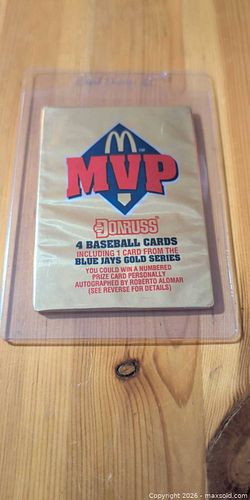 TM
MVP
DONRUSS
4 BASEBALL CARDS
INCLUDING 1 CARD FROM THE
BLUE JAYS GOLD SERIES
YOU COULD WIN A NUMBERED
PRIZE CARD PERSONALLY
AUTOGRAPHED BY ROBERTO ALOMAR
(SEE REVERSE FOR DETAILS)
Copyright 2026 - maxsold.com